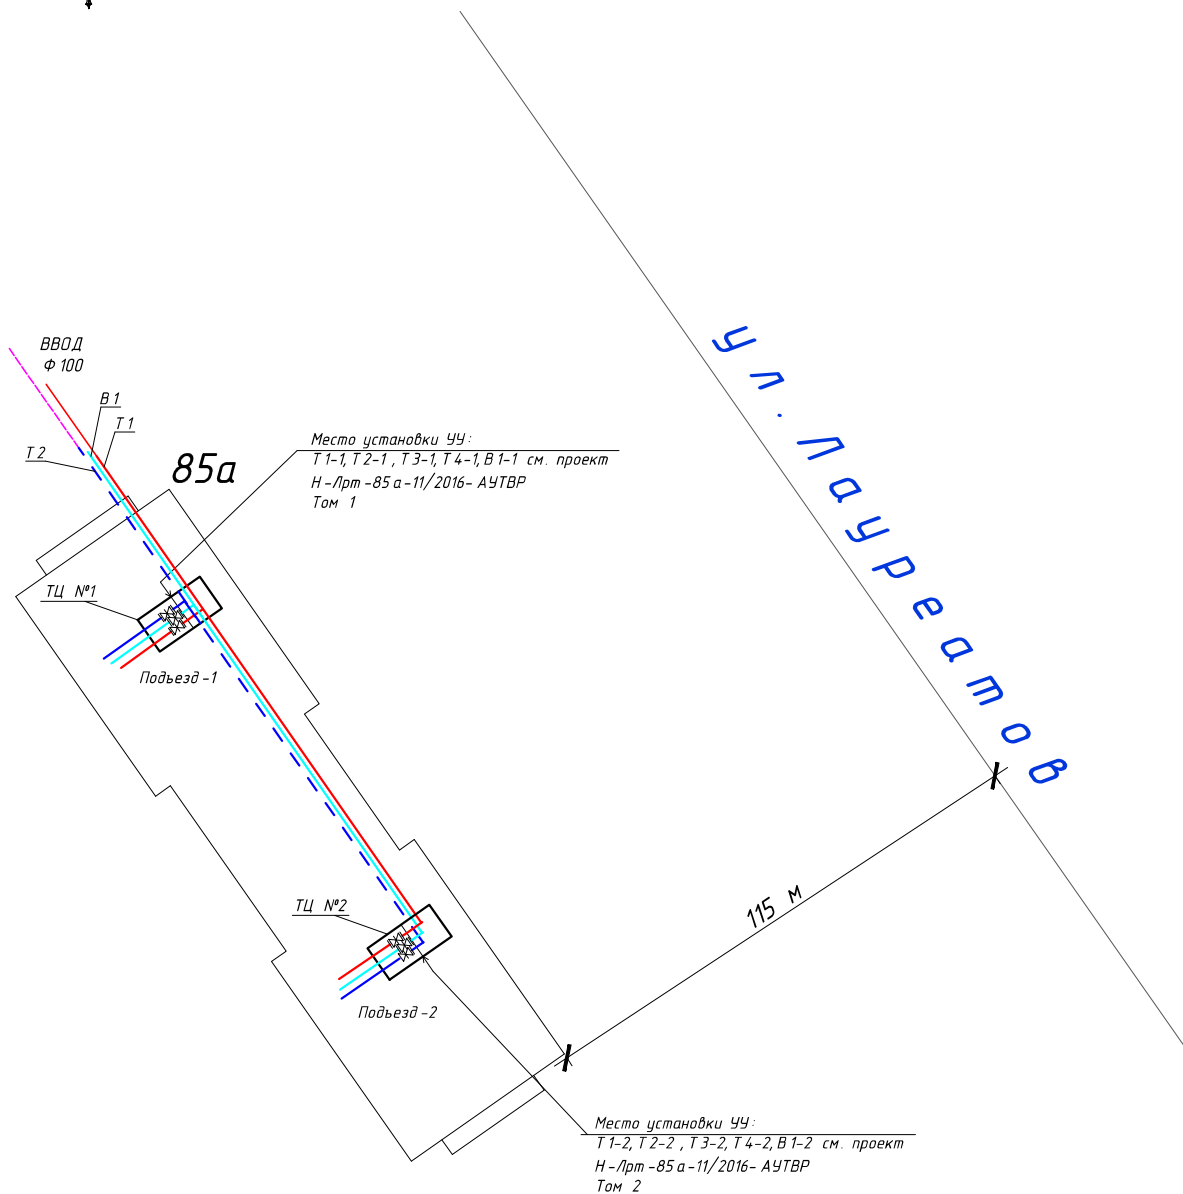 ВВОД
Ф 100
В 1
Т 1
Т 2
85а
Место установки УУ:
Т 1-1, Т 2-1 , Т 3-1, Т 4-1, В 1-1 см. проект
Н -Лрт -85 а-11/2016- АУТВР
Том 1
ул. Лауреатов
ТЦ №1
Подъезд -1
ТЦ №2
Подъезд -2
115 м
Место установки УУ:
Т 1-2, Т 2-2 , Т 3-2, Т 4-2, В 1-2 см. проект
Н -Лрт -85 а-11/2016- АУТВР
Том 2